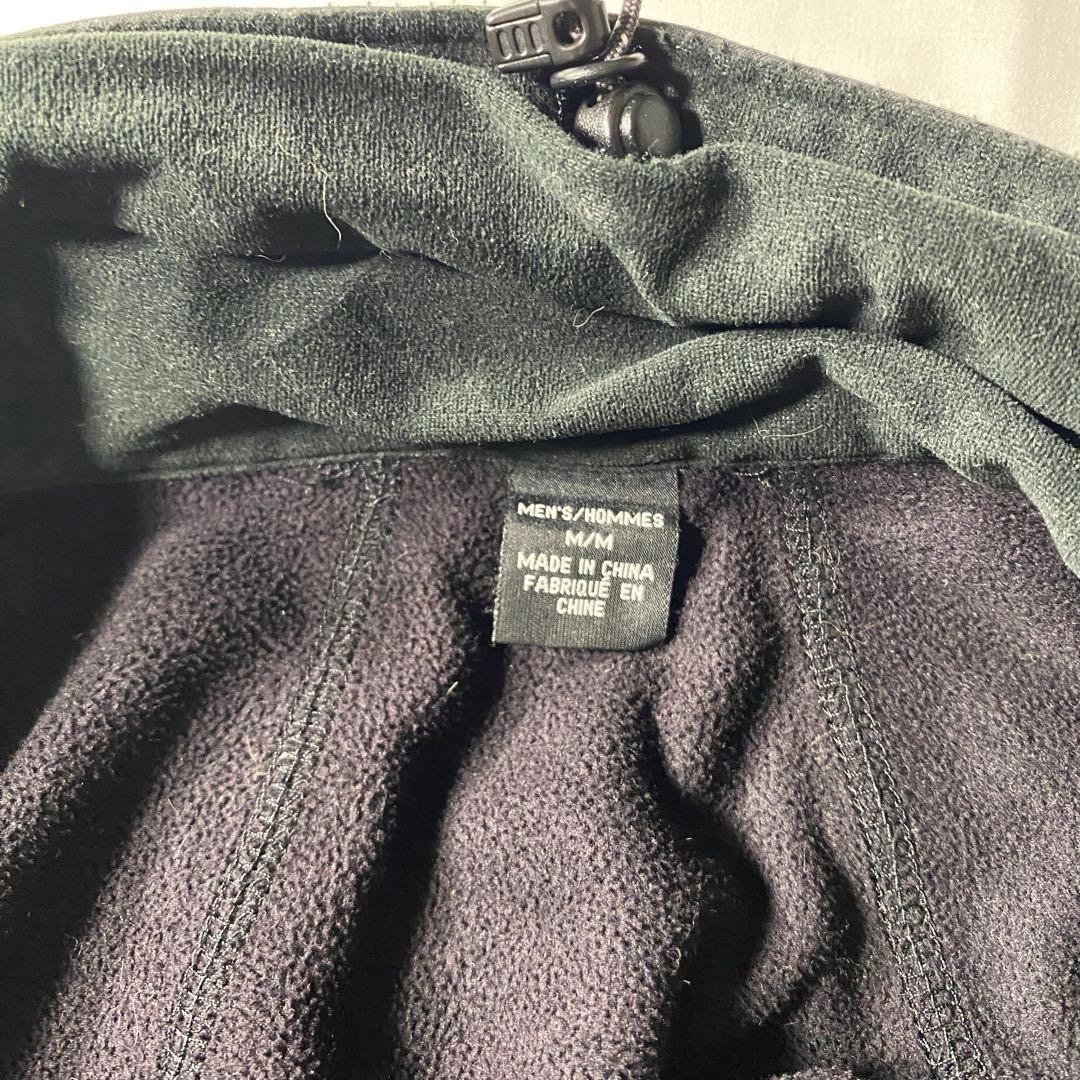 MEN'S/HOMMES
M/M
MADE IN CHINA
FABRIQUÉ EN
CHINE